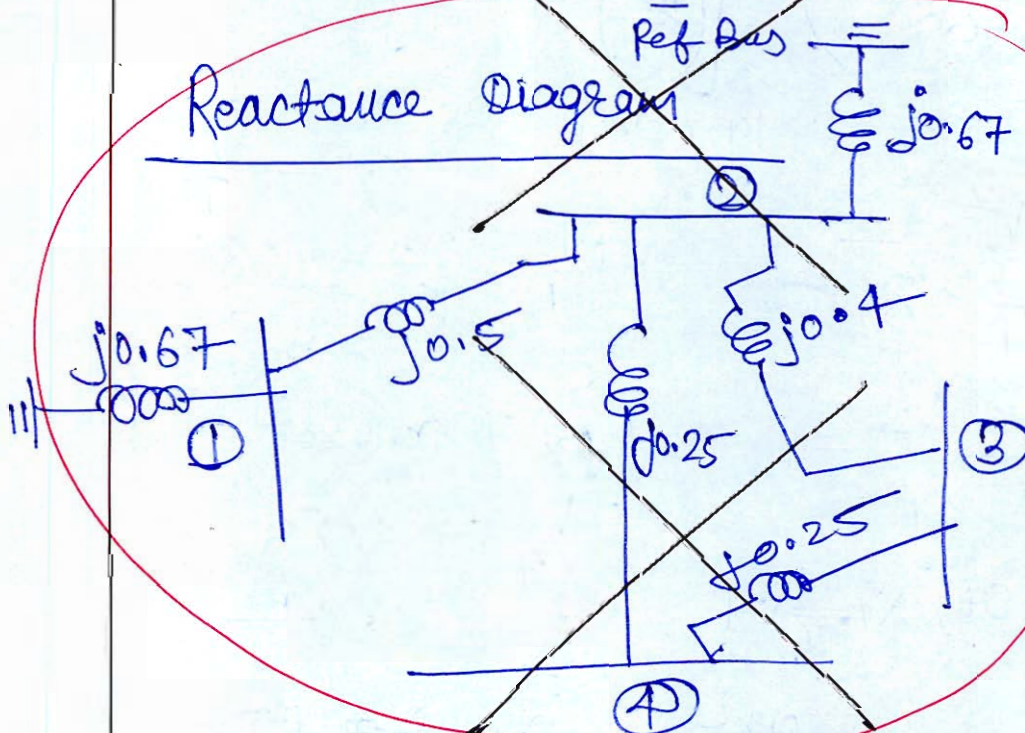 Ref Bus
Reactance Diagram
j0.67
②
j0.67
j0.5
j0.4
①
j0.25
③
j0.25
④